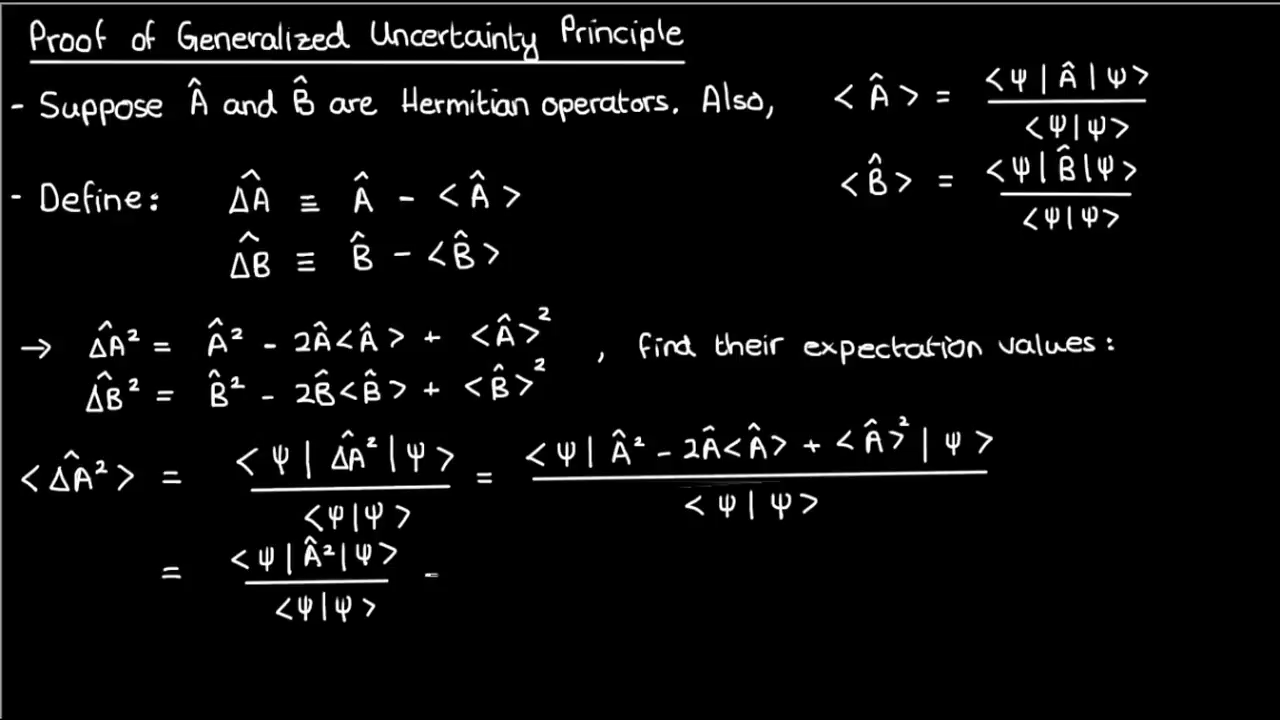 Proof of Generalized Uncertainty Principle
- Suppose Â and B̂ are Hermitian operators. Also, <Â> = <ψ|Â|ψ> / <ψ|ψ>
<B̂> = <ψ|B̂|ψ> / <ψ|ψ>
- Define: ΔÂ ≡ Â - <Â>
ΔB̂ ≡ B̂ - <B̂>
→ ΔÂ² = Â² - 2Â<Â> + <Â>² , find their expectation values:
ΔB̂² = B̂² - 2B̂<B̂> + <B̂>²
<ΔÂ²> = <ψ|ΔÂ²|ψ> / <ψ|ψ> = <ψ|Â² - 2Â<Â> + <Â>²|ψ> / <ψ|ψ>
= <ψ|Â²|ψ> / <ψ|ψ> -